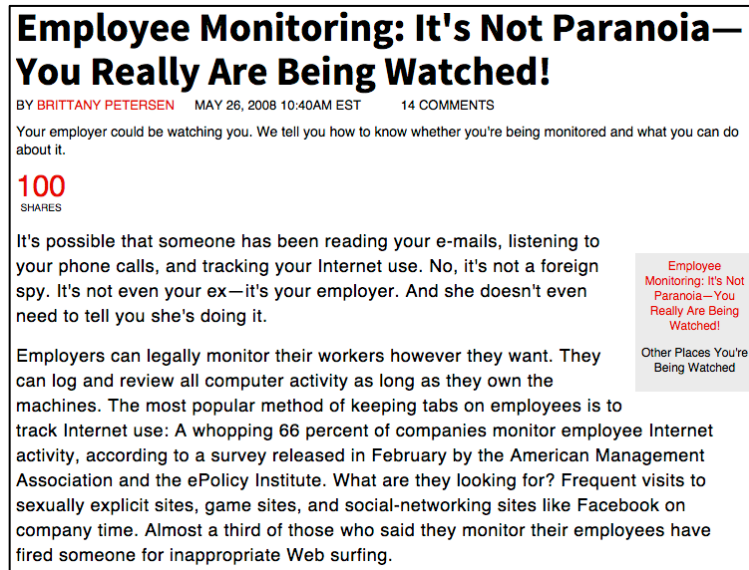 Employee Monitoring: It's Not Paranoia—
You Really Are Being Watched!
BY BRITTANY PETERSEN MAY 26, 2008 10:40AM EST 14 COMMENTS
Your employer could be watching you. We tell you how to know whether you're being monitored and what you can do
about it.
100
SHARES
It's possible that someone has been reading your e-mails, listening to
your phone calls, and tracking your Internet use. No, it's not a foreign
spy. It's not even your ex—it's your employer. And she doesn't even
need to tell you she's doing it.
Employers can legally monitor their workers however they want. They
can log and review all computer activity as long as they own the
machines. The most popular method of keeping tabs on employees is to
track Internet use: A whopping 66 percent of companies monitor employee Internet
activity, according to a survey released in February by the American Management
Association and the ePolicy Institute. What are they looking for? Frequent visits to
sexually explicit sites, game sites, and social-networking sites like Facebook on
company time. Almost a third of those who said they monitor their employees have
fired someone for inappropriate Web surfing.
Employee
Monitoring: It's Not
Paranoia—You
Really Are Being
Watched!
Other Places You're
Being Watched